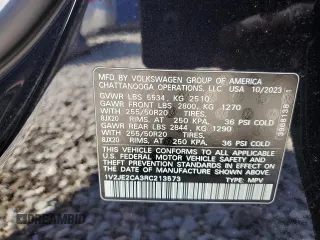 MFD. BY VOLKSWAGEN GROUP OF AMERICA
CHATTANOOGA OPERATIONS, LLC USA 10/2023
GVWR LBS 5534, KG 2510
GAWR FRONT LBS 2800, KG 1270
WITH 255/50R20 TIRES,
8JX20 RIMS, AT 250 KPA, 36 PSI COLD
GAWR REAR LBS 2844, KG 1290
WITH 255/50R20 TIRES,
8JX20 RIMS, AT 250 KPA, 36 PSI COLD
THIS VEHICLE CONFORMS TO ALL APPLICABLE
U.S. FEDERAL MOTOR VEHICLE SAFETY STANDARDS
IN EFFECT ON THE DATE OF MANUFACTURE
SHOWN ABOVE.
1V2JE2CA3RC213573 TYPE: MPV
AUTOBIDMASTER